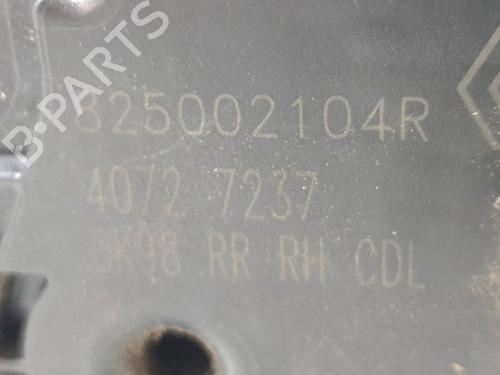 B-PARTS
825002104R
4072 7237
BK98 RR RH CDL